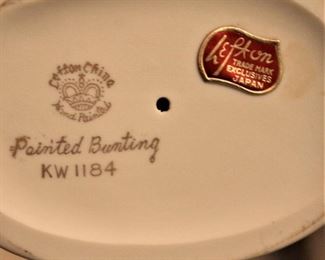 Lefton China
Hand Painted
Painted Bunting
KW1184
Lefton
TRADE MARK
EXCLUSIVES
JAPAN